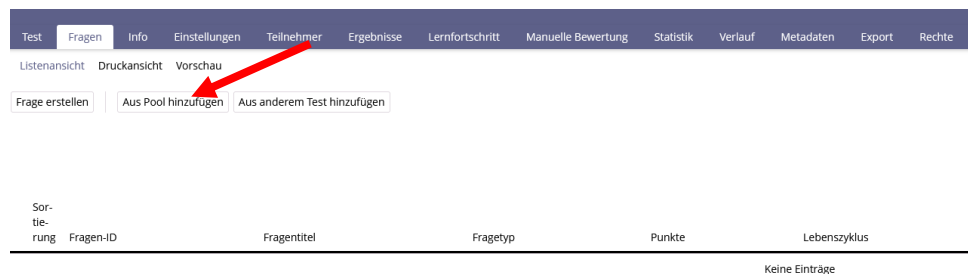 Test Fragen Info Einstellungen Teilnehmer Ergebnisse Lernfortschritt Manuelle Bewertung Statistik Verlauf Metadaten Export Rechte
Listenansicht Druckansicht Vorschau
Frage erstellen Aus Pool hinzufügen Aus anderem Test hinzufügen
Sor-
tie-
rung Fragen-ID Fragentitel Fragetyp Punkte Lebenszyklus
Keine Einträge